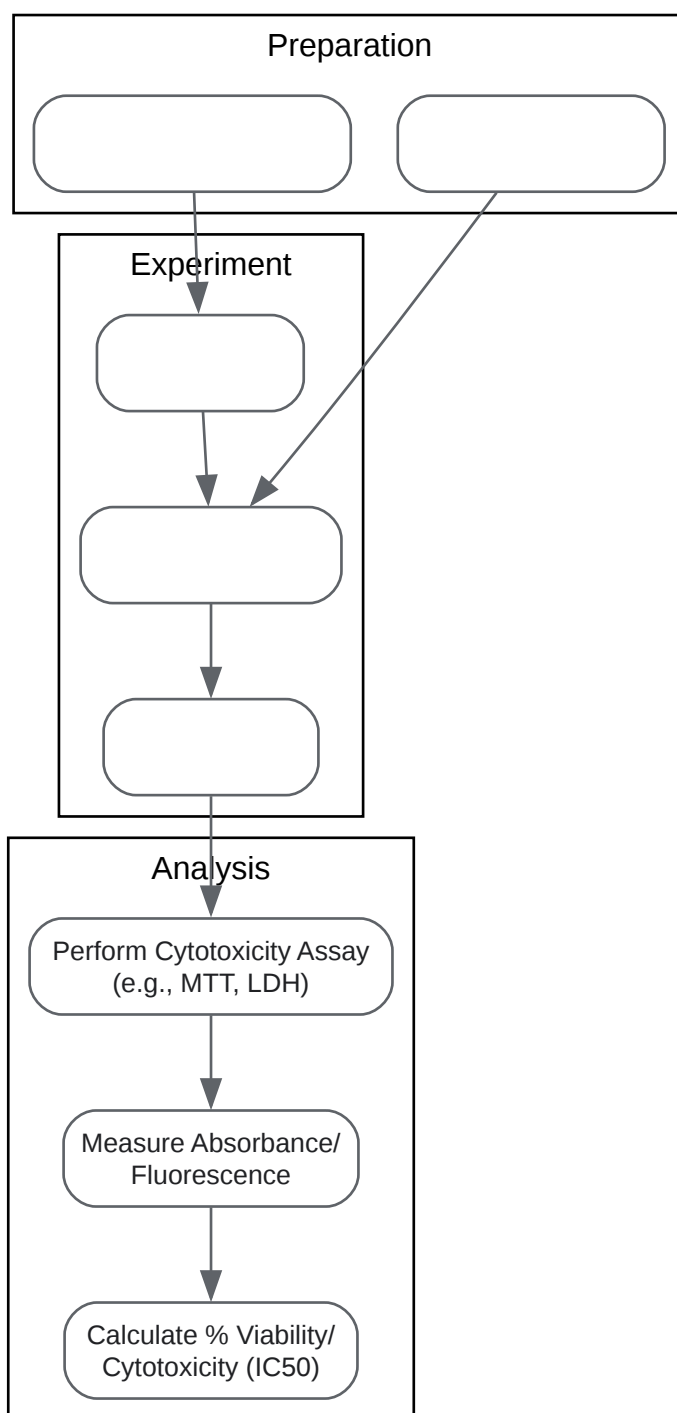 Preparation
Experiment
Analysis
Perform Cytotoxicity Assay
(e.g., MTT, LDH)
Measure Absorbance/
Fluorescence
Calculate % Viability/
Cytotoxicity (IC50)